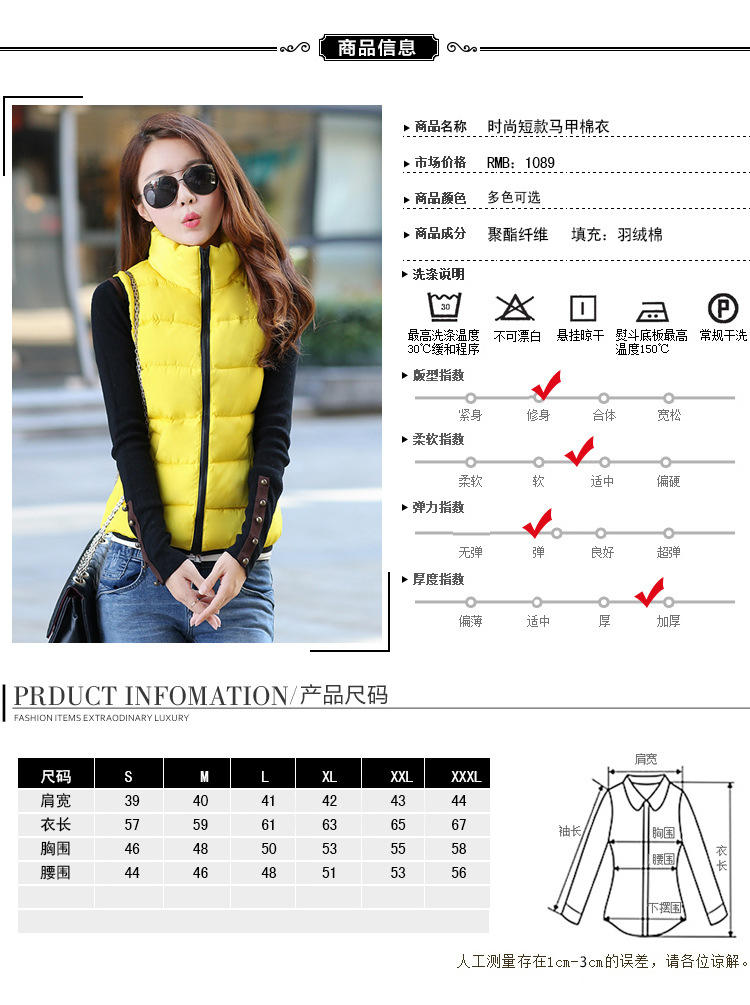 商品信息
商品名称 时尚短款马甲棉衣
市场价格 RMB：1089
商品颜色 多色可选
商品成分 聚酯纤维 填充：羽绒棉
洗涤说明
30
P
最高洗涤温度 不可漂白 悬挂晾干 熨斗底板最高 常规干洗
30℃缓和程序 温度150℃
版型指数
紧身 修身 合体 宽松
柔软指数
柔软 软 适中 偏硬
弹力指数
无弹 弹 良好 超弹
厚度指数
偏薄 适中 厚 加厚
PRDUCT INFOMATION/产品尺码
FASHION ITEMS EXTRAODINARY LUXURY
尺码 S M L XL XXL XXXL
肩宽 39 40 41 42 43 44
衣长 57 59 61 63 65 67
胸围 46 48 50 53 55 58
腰围 44 46 48 51 53 56
肩宽
袖长
胸围
腰围
衣长
下摆围
人工测量存在1cm-3cm的误差，请各位谅解。